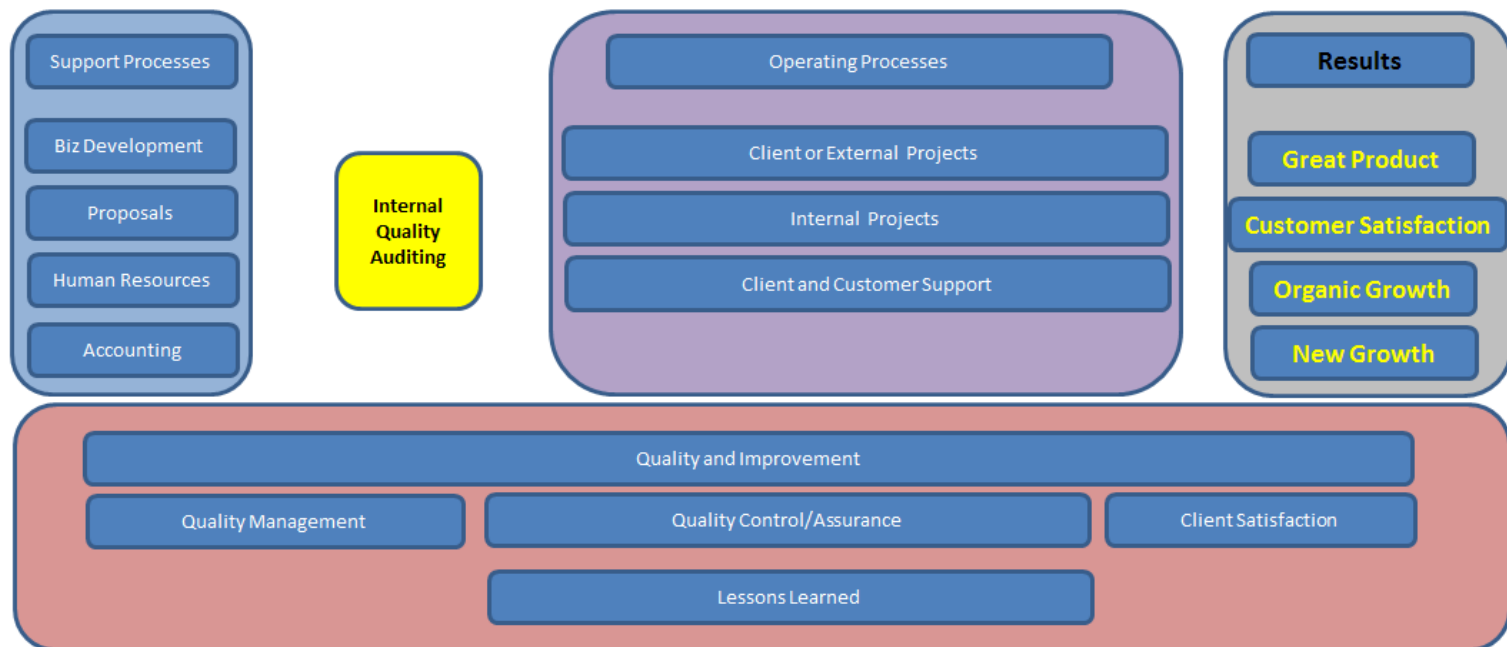 Support Processes
Biz Development
Proposals
Human Resources
Accounting
Internal
Quality
Auditing
Operating Processes
Client or External Projects
Internal Projects
Client and Customer Support
Results
Great Product
Customer Satisfaction
Organic Growth
New Growth
Quality and Improvement
Quality Management
Quality Control/Assurance
Client Satisfaction
Lessons Learned